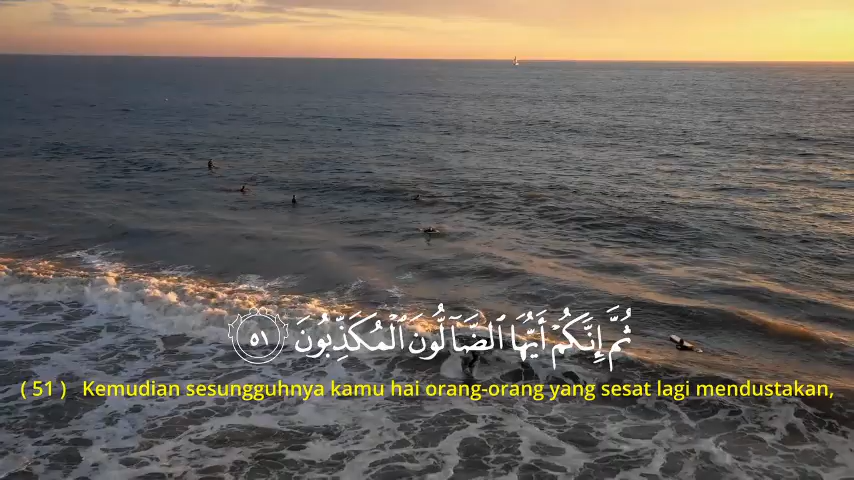 ثُمَّ إِنَّكُمْ أَيُّهَا ٱلضَّآلُّونَ ٱلْمُكَذِّبُونَ ٥١
( 51 ) Kemudian sesungguhnya kamu hai orang-orang yang sesat lagi mendustakan,